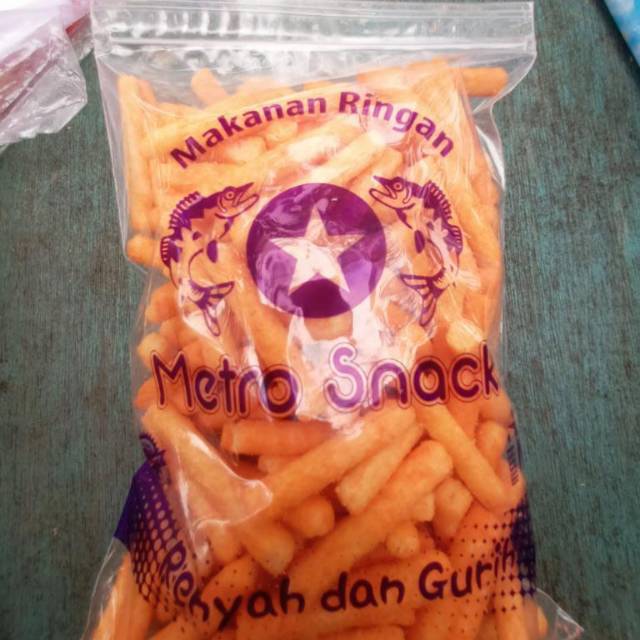 Makanan Ringan
Metro Snack
Renyah dan Gurih